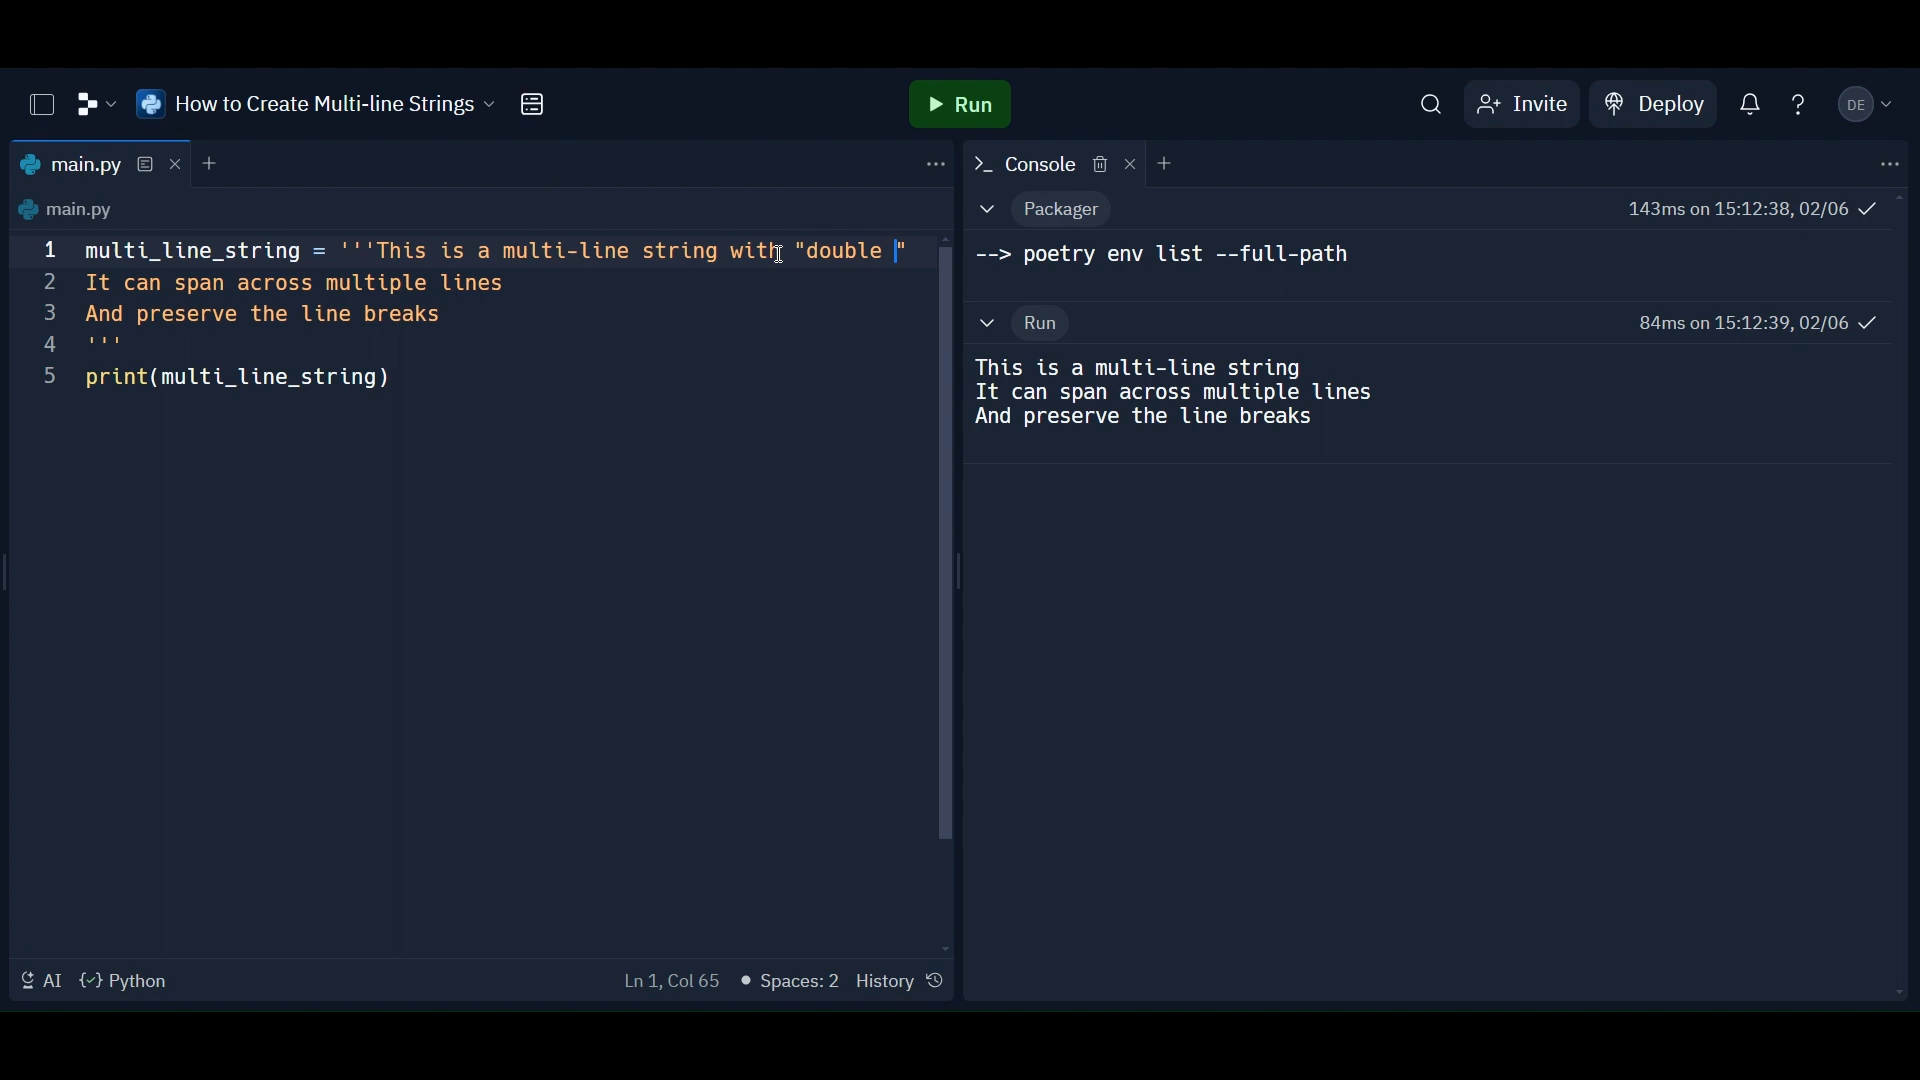 How to Create Multi-line Strings
Run
Invite
Deploy
?
DE
main.py
Console
main.py
1 multi_line_string = '''This is a multi-line string with "double "
2 It can span across multiple lines
3 And preserve the line breaks
4 '''
5 print(multi_line_string)
Packager
143ms on 15:12:38, 02/06
--> poetry env list --full-path
Run
84ms on 15:12:39, 02/06
This is a multi-line string
It can span across multiple lines
And preserve the line breaks
AI
Python
Ln 1, Col 65
Spaces: 2
History